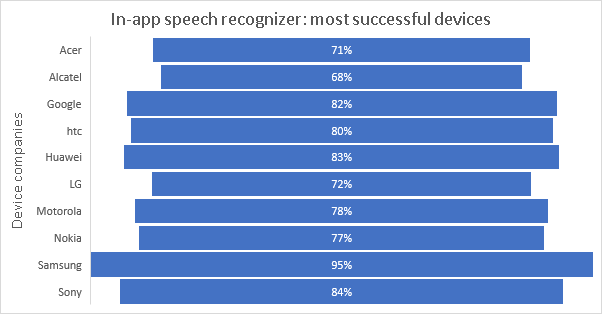 In-app speech recognizer: most successful devices
Device companies
Acer 71%
Alcatel 68%
Google 82%
htc 80%
Huawei 83%
LG 72%
Motorola 78%
Nokia 77%
Samsung 95%
Sony 84%